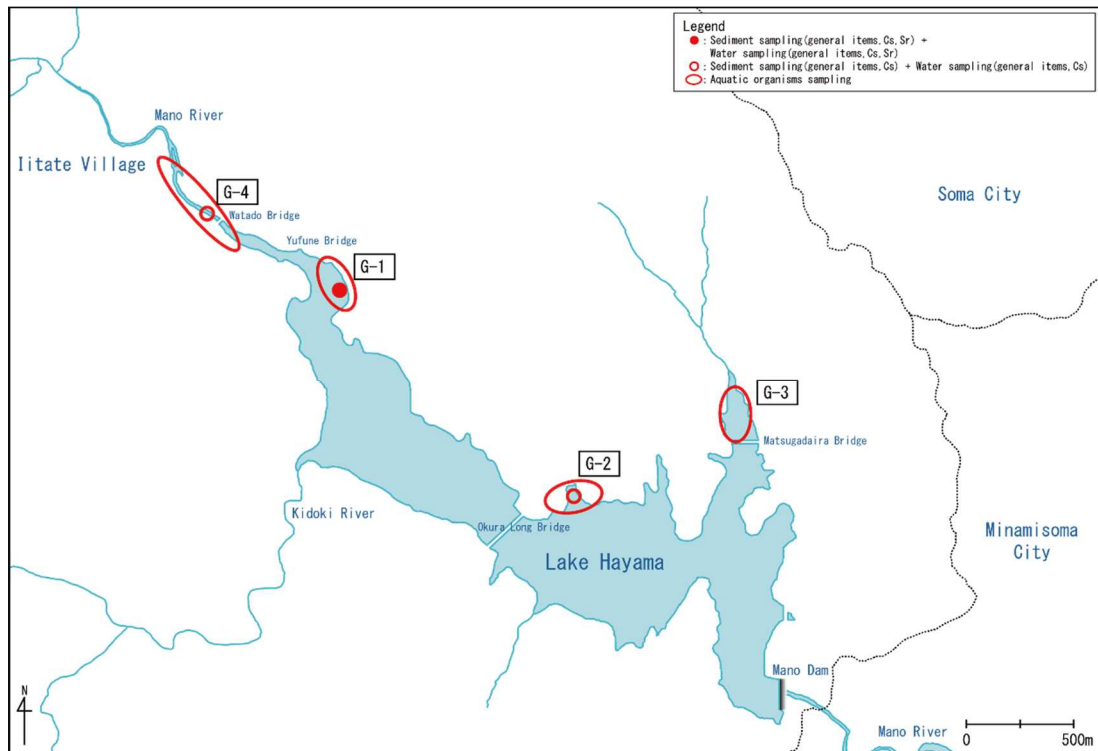 Legend
: Sediment sampling(general items,Cs,Sr) +
Water sampling(general items,Cs,Sr)
: Sediment sampling(general items,Cs) + Water sampling(general items,Cs)
: Aquatic organisms sampling
Mano River
Iitate Village
G-4
Watado Bridge
Soma City
Yufune Bridge
G-1
G-3
Matsugadaira Bridge
G-2
Kidoki River
Okura Long Bridge
Lake Hayama
Minamisoma
City
Mano Dam
N
Mano River
0
500m